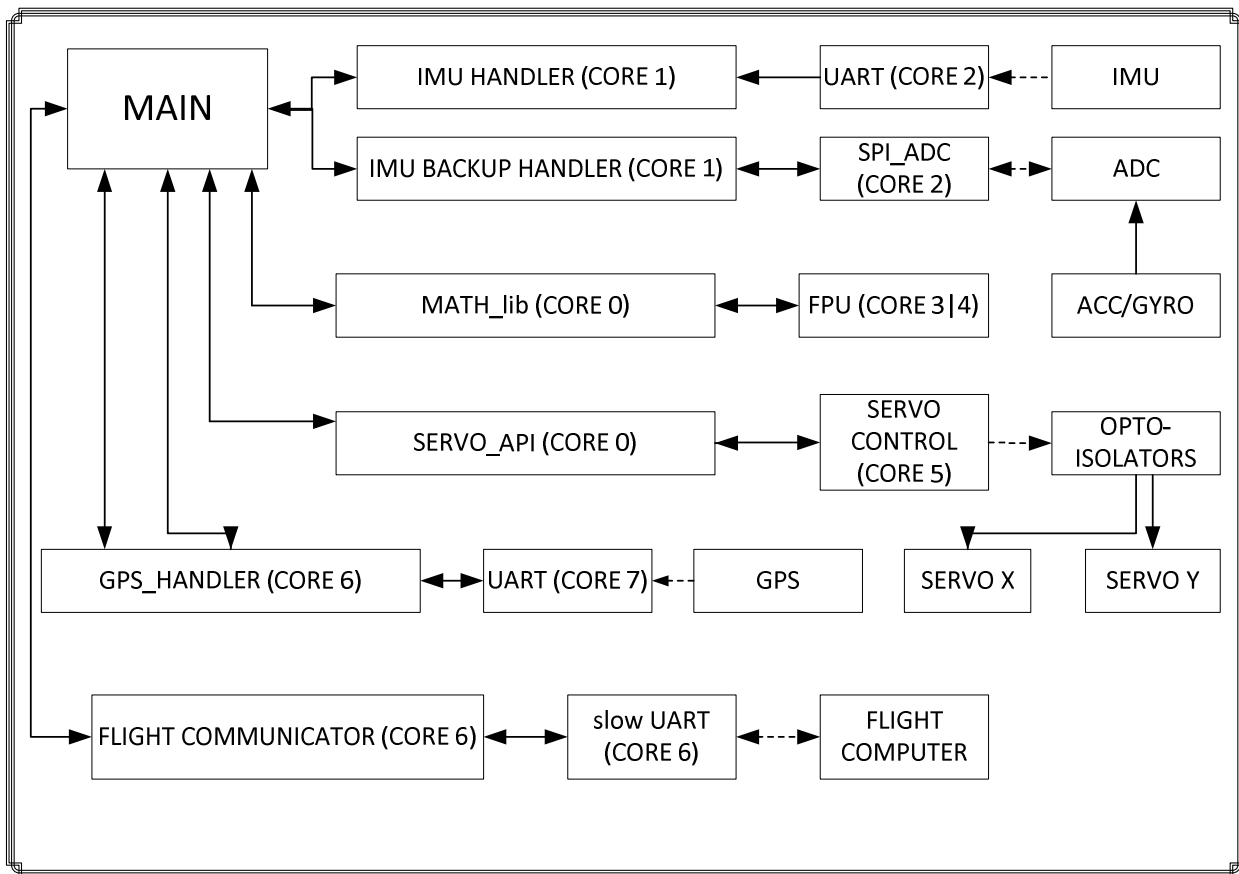 MAIN
IMU HANDLER (CORE 1)
UART (CORE 2)
IMU
IMU BACKUP HANDLER (CORE 1)
SPI_ADC
(CORE 2)
ADC
MATH_lib (CORE 0)
FPU (CORE 3|4)
ACC/GYRO
SERVO_API (CORE 0)
SERVO
CONTROL
(CORE 5)
OPTO-
ISOLATORS
GPS_HANDLER (CORE 6)
UART (CORE 7)
GPS
SERVO X
SERVO Y
FLIGHT COMMUNICATOR (CORE 6)
slow UART
(CORE 6)
FLIGHT
COMPUTER